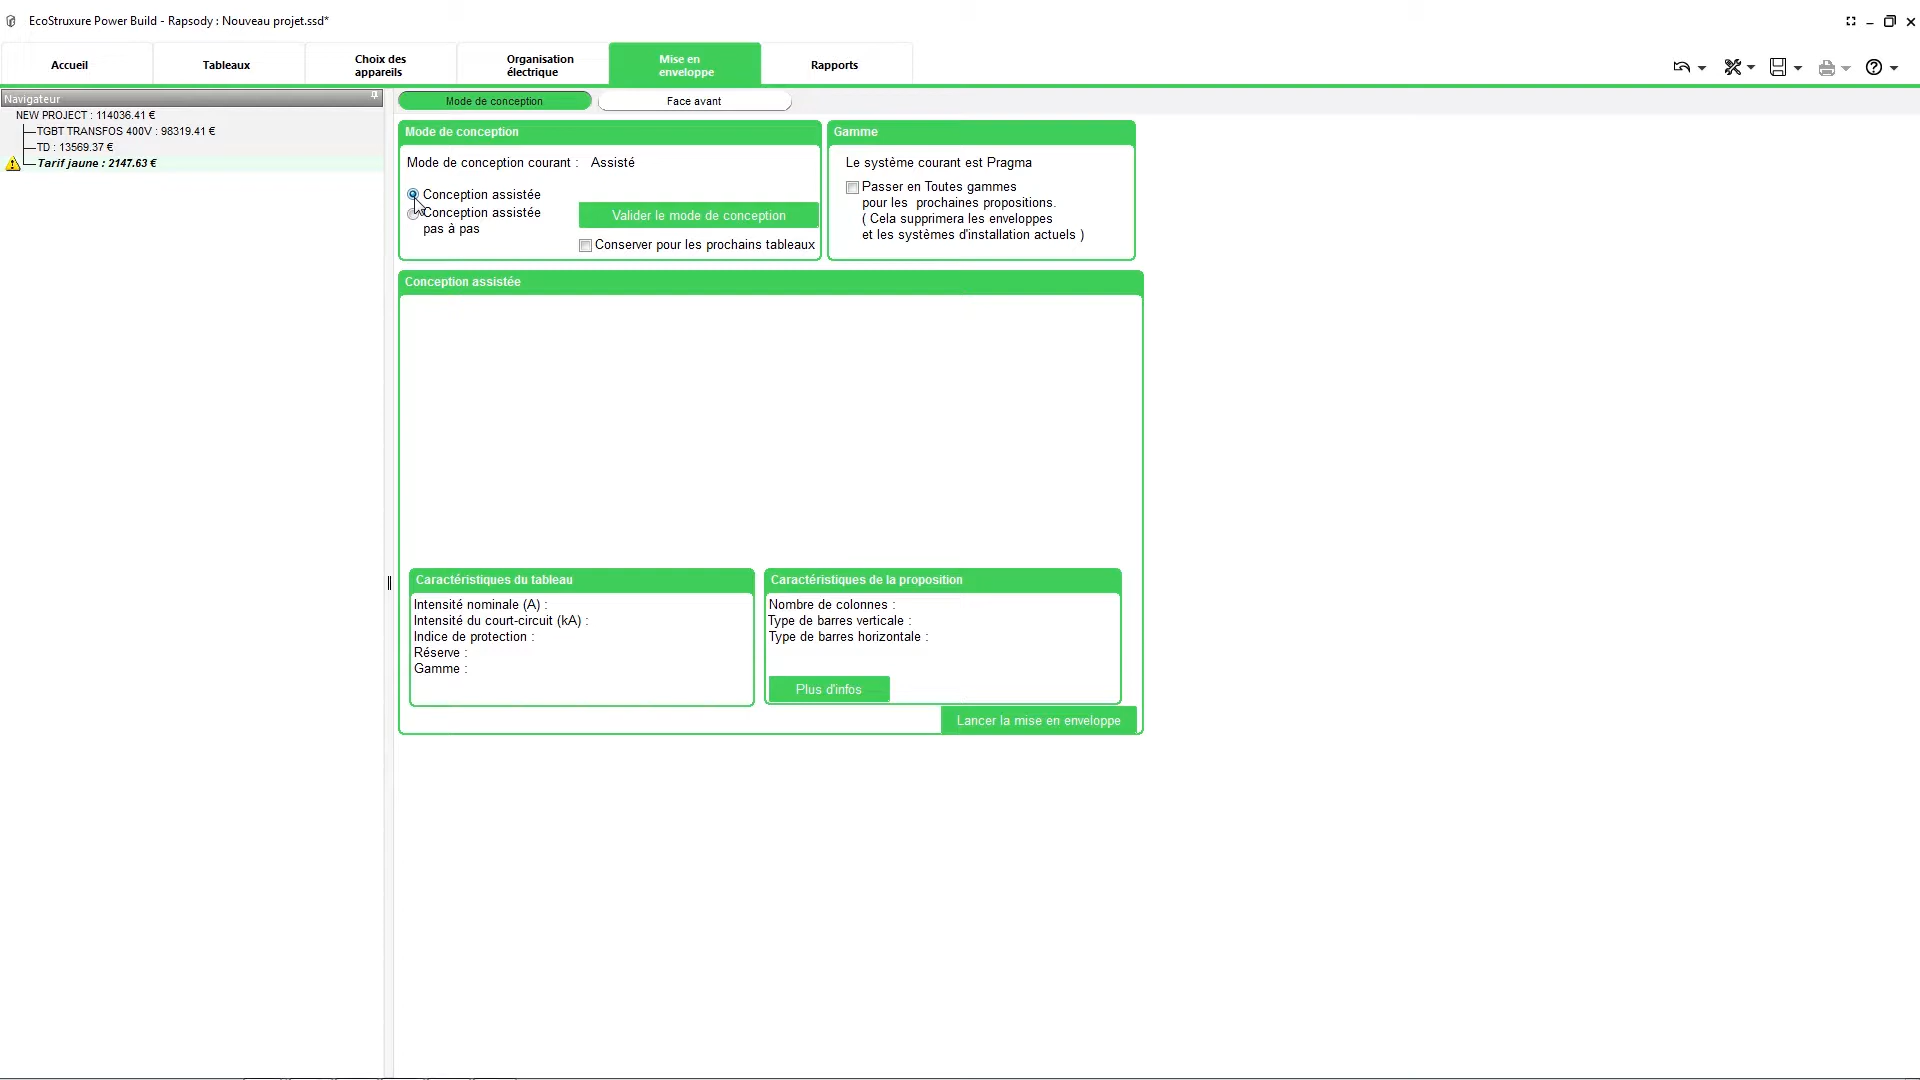 EcoStruxure Power Build - Rapsody : Nouveau projet.ssd*
Accueil
Tableaux
Choix des
appareils
Organisation
électrique
Mise en
enveloppe
Rapports
Navigateur
NEW PROJECT : 114036.41 €
TGBT TRANSFOS 400V : 98319.41 €
TD : 13569.37 €
Tarif jaune : 2147.63 €
Mode de conception
Face avant
Mode de conception
Mode de conception courant : Assisté
Conception assistée
Conception assistée
pas à pas
Valider le mode de conception
Conserver pour les prochains tableaux
Gamme
Le système courant est Pragma
Passer en Toutes gammes
pour les prochaines propositions.
( Cela supprimera les enveloppes
et les systèmes d'installation actuels )
Conception assistée
Caractéristiques du tableau
Intensité nominale (A) :
Intensité du court-circuit (kA) :
Indice de protection :
Réserve :
Gamme :
Caractéristiques de la proposition
Nombre de colonnes :
Type de barres verticale :
Type de barres horizontale :
Plus d'infos
Lancer la mise en enveloppe